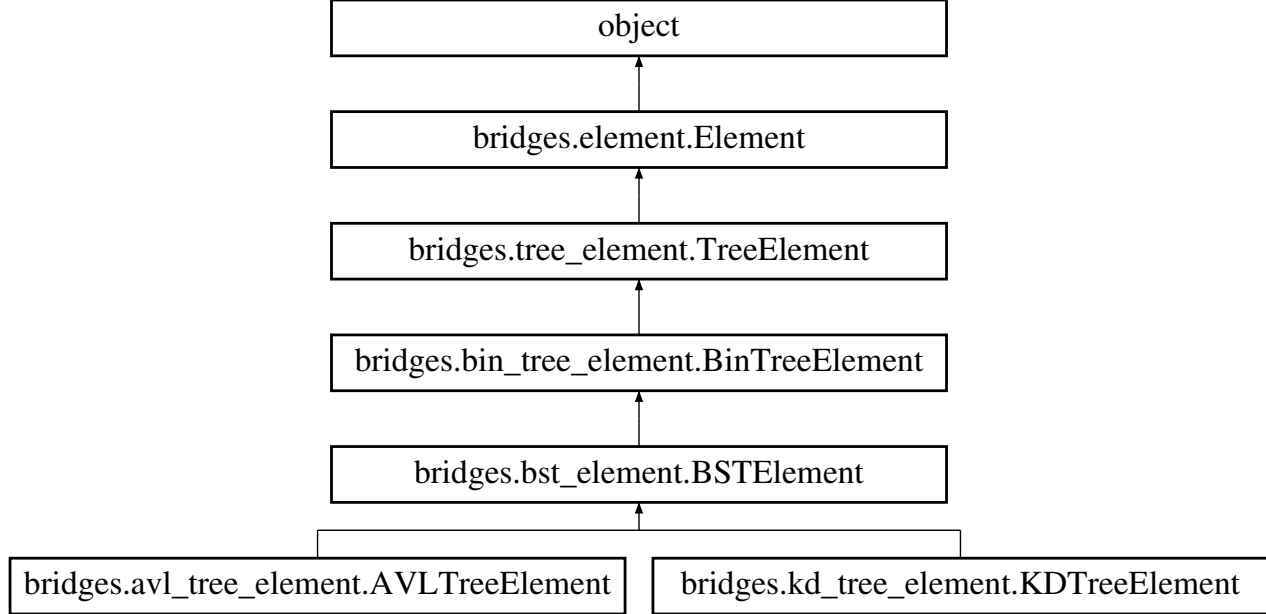 object
bridges.element.Element
bridges.tree_element.TreeElement
bridges.bin_tree_element.BinTreeElement
bridges.bst_element.BSTElement
bridges.avl_tree_element.AVLTreeElement
bridges.kd_tree_element.KDTreeElement